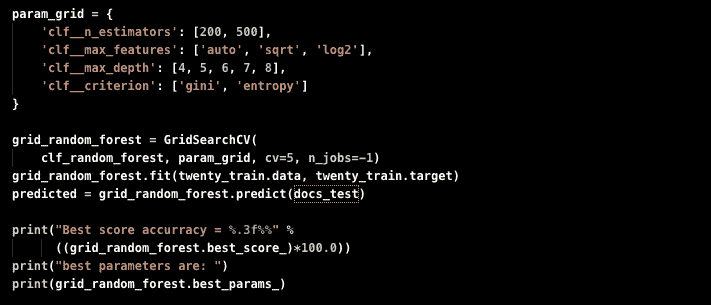 param_grid = {
    'clf__n_estimators': [200, 500],
    'clf__max_features': ['auto', 'sqrt', 'log2'],
    'clf__max_depth': [4, 5, 6, 7, 8],
    'clf__criterion': ['gini', 'entropy']
}

grid_random_forest = GridSearchCV(
    clf_random_forest, param_grid, cv=5, n_jobs=-1)
grid_random_forest.fit(twenty_train.data, twenty_train.target)
predicted = grid_random_forest.predict(docs_test)

print("Best score accurracy = %.3f%%" %
      ((grid_random_forest.best_score_)*100.0))
print("best parameters are: ")
print(grid_random_forest.best_params_)